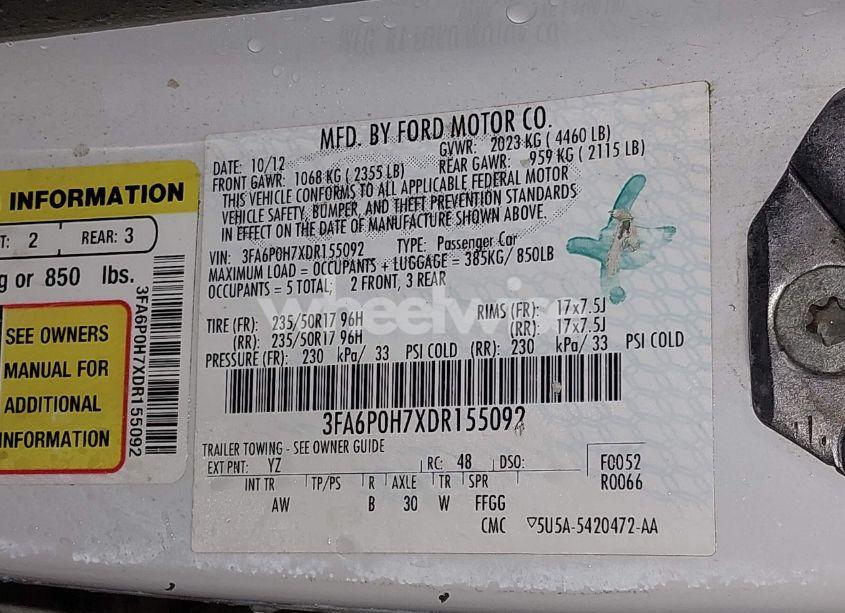 INFORMATION
T: 2 REAR: 3
g or 850 lbs.
SEE OWNERS
MANUAL FOR
ADDITIONAL
INFORMATION
3FA6P0H7XDR155092
MFD. BY FORD MOTOR CO.
DATE: 10/12 GVWR: 2023 KG ( 4460 LB)
FRONT GAWR: 1068 KG ( 2355 LB) REAR GAWR: 959 KG ( 2115 LB)
THIS VEHICLE CONFORMS TO ALL APPLICABLE FEDERAL MOTOR
VEHICLE SAFETY, BUMPER, AND THEFT PREVENTION STANDARDS
IN EFFECT ON THE DATE OF MANUFACTURE SHOWN ABOVE.
VIN: 3FA6P0H7XDR155092 TYPE: Passenger Car
MAXIMUM LOAD = OCCUPANTS + LUGGAGE = 385KG/ 850LB
OCCUPANTS = 5 TOTAL; 2 FRONT, 3 REAR
wheelwi
TIRE (FR): 235/50R17 96H RIMS (FR): 17x7.5J
(RR): 235/50R17 96H (RR): 17x7.5J
PRESSURE (FR): 230 kPa/ 33 PSI COLD (RR): 230 kPa/ 33 PSI COLD
3FA6P0H7XDR155092
TRAILER TOWING - SEE OWNER GUIDE
EXT PNT: YZ RC: 48 DSO: F0052
R0066
INT TR TP/PS R AXLE TR SPR
AW B 30 W FFGG
CMC ▽5U5A-5420472-AA